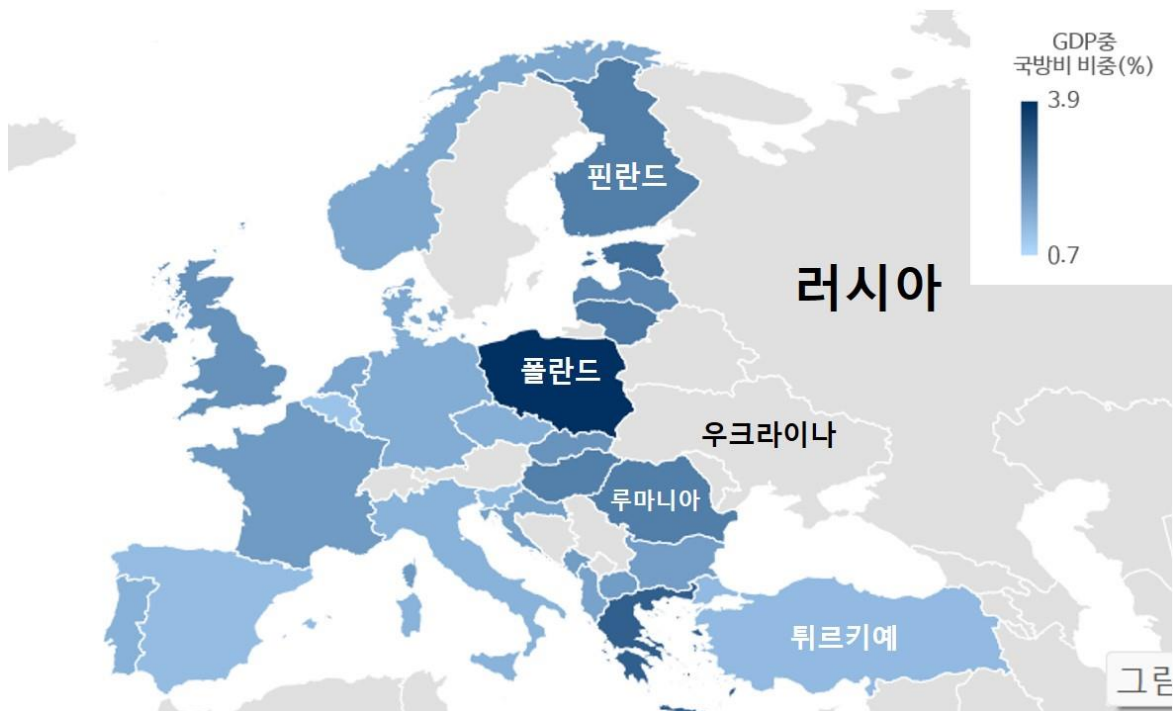 GDP중
국방비 비중(%)
3.9
0.7
핀란드
러시아
폴란드
우크라이나
루마니아
튀르키예
그림